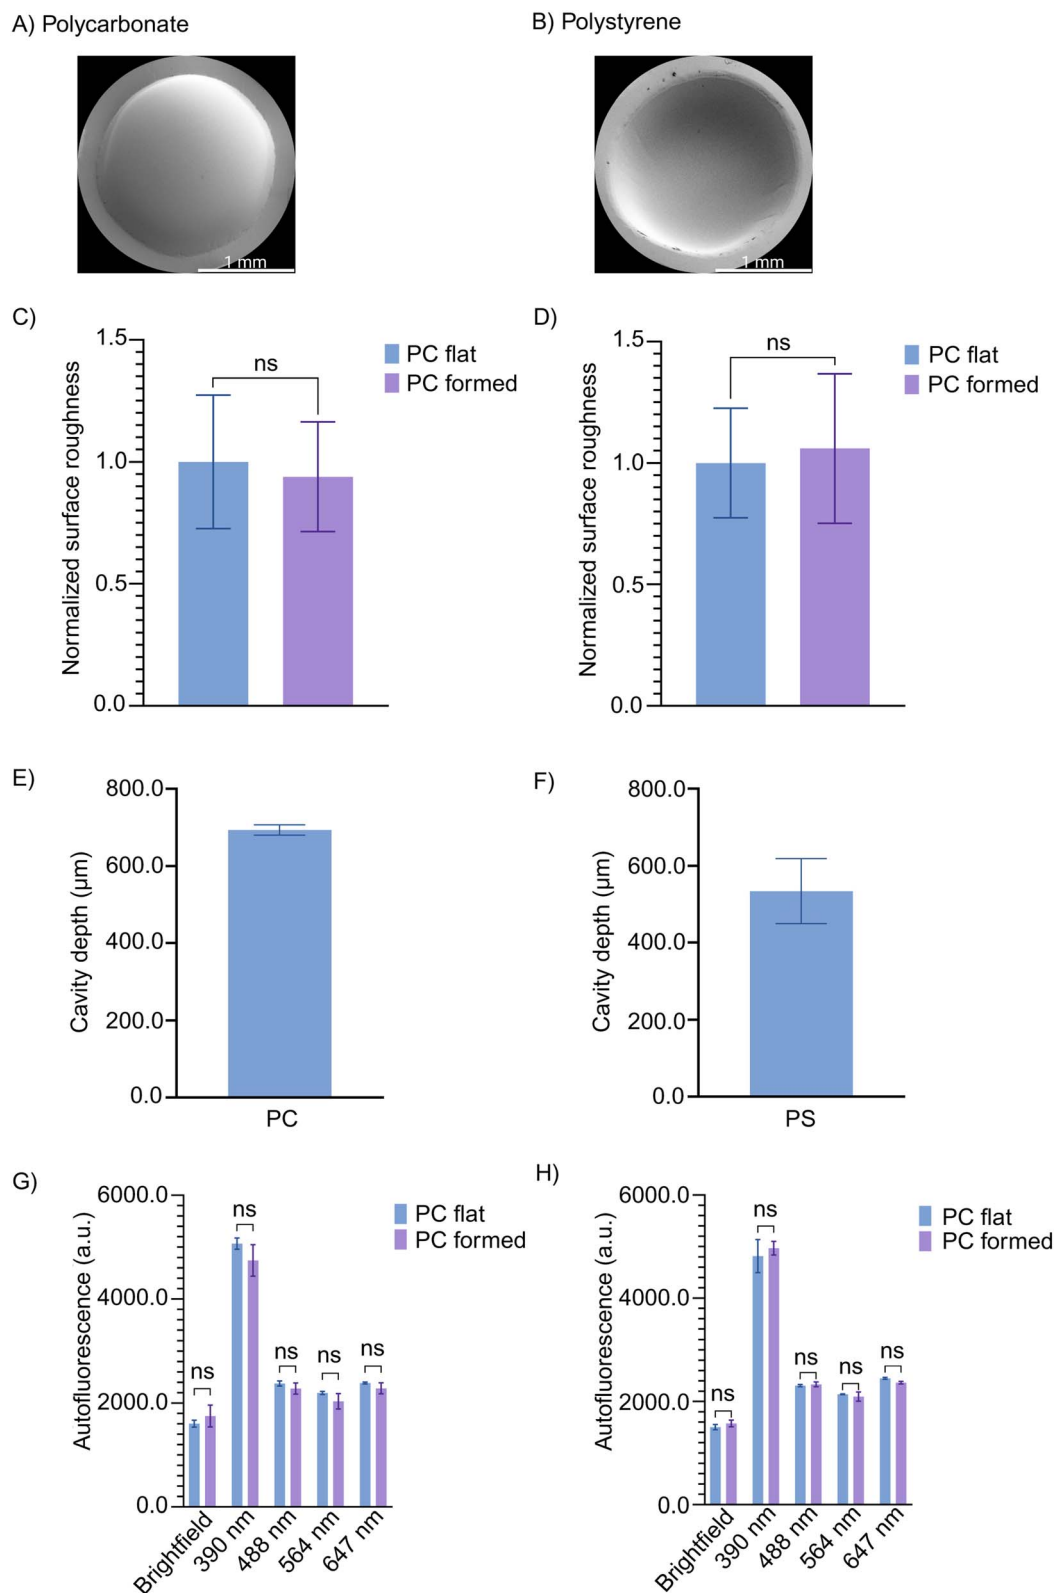 A) Polycarbonate
B) Polystyrene
1 mm
1 mm
C)
Normalized surface roughness
1.5
1.0
0.5
0.0
ns
PC flat
PC formed
D)
Normalized surface roughness
1.5
1.0
0.5
0.0
ns
PC flat
PC formed
E)
Cavity depth (µm)
800.0
600.0
400.0
200.0
0.0
PC
F)
Cavity depth (µm)
800.0
600.0
400.0
200.0
0.0
PS
G)
Autofluorescence (a.u.)
6000.0
4000.0
2000.0
0.0
ns
ns
ns
ns
ns
PC flat
PC formed
Brightfield
390 nm
488 nm
564 nm
647 nm
H)
Autofluorescence (a.u.)
6000.0
4000.0
2000.0
0.0
ns
ns
ns
ns
ns
PC flat
PC formed
Brightfield
390 nm
488 nm
564 nm
647 nm